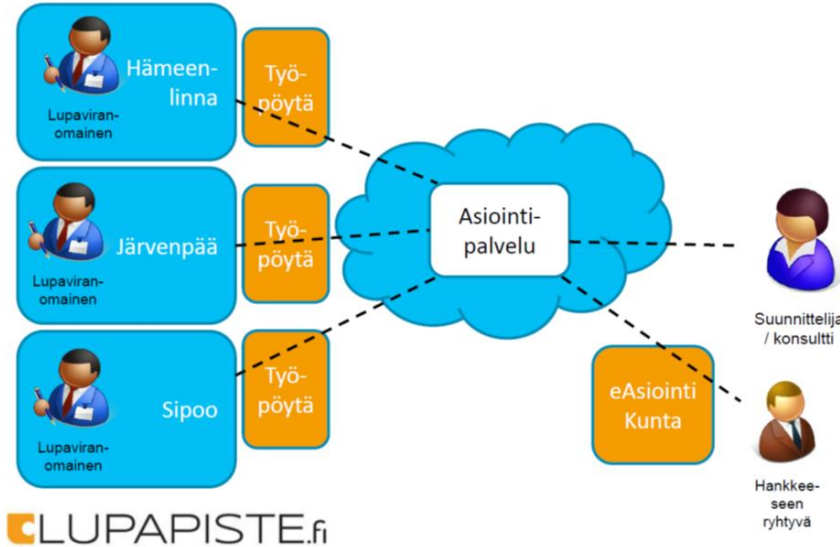 Hämeen-
linna
Lupaviran-
omainen
Työ-
pöytä
Järvenpää
Lupaviran-
omainen
Työ-
pöytä
Sipoo
Lupaviran-
omainen
Työ-
pöytä
Asiointi-
palvelu
Suunnittelija
/ konsultti
eAsiointi
Kunta
Hankkee-
seen
ryhtyvä
LUPAPISTE.fi